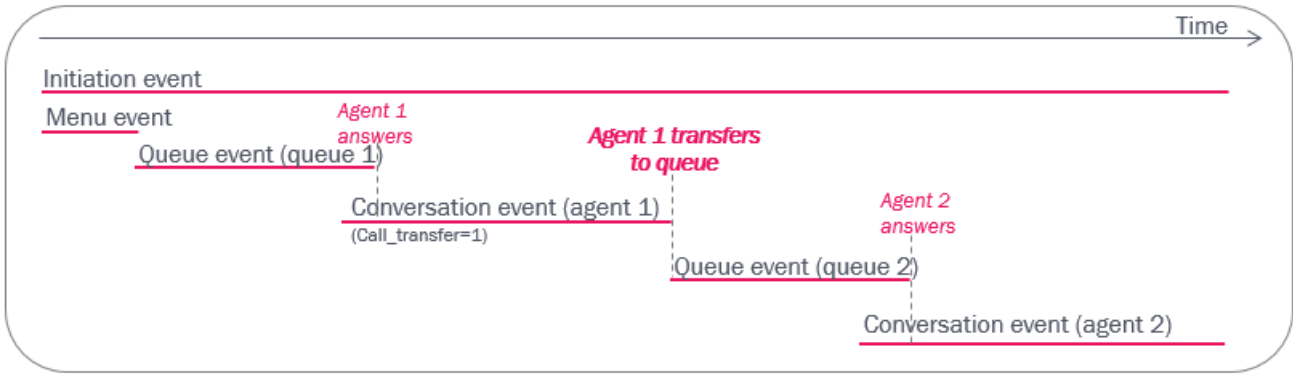 Time
Initiation event
Menu event
Agent 1
answers
Agent 1 transfers
to queue
Queue event (queue 1)
Conversation event (agent 1)
(Call_transfer=1)
Agent 2
answers
Queue event (queue 2)
Conversation event (agent 2)